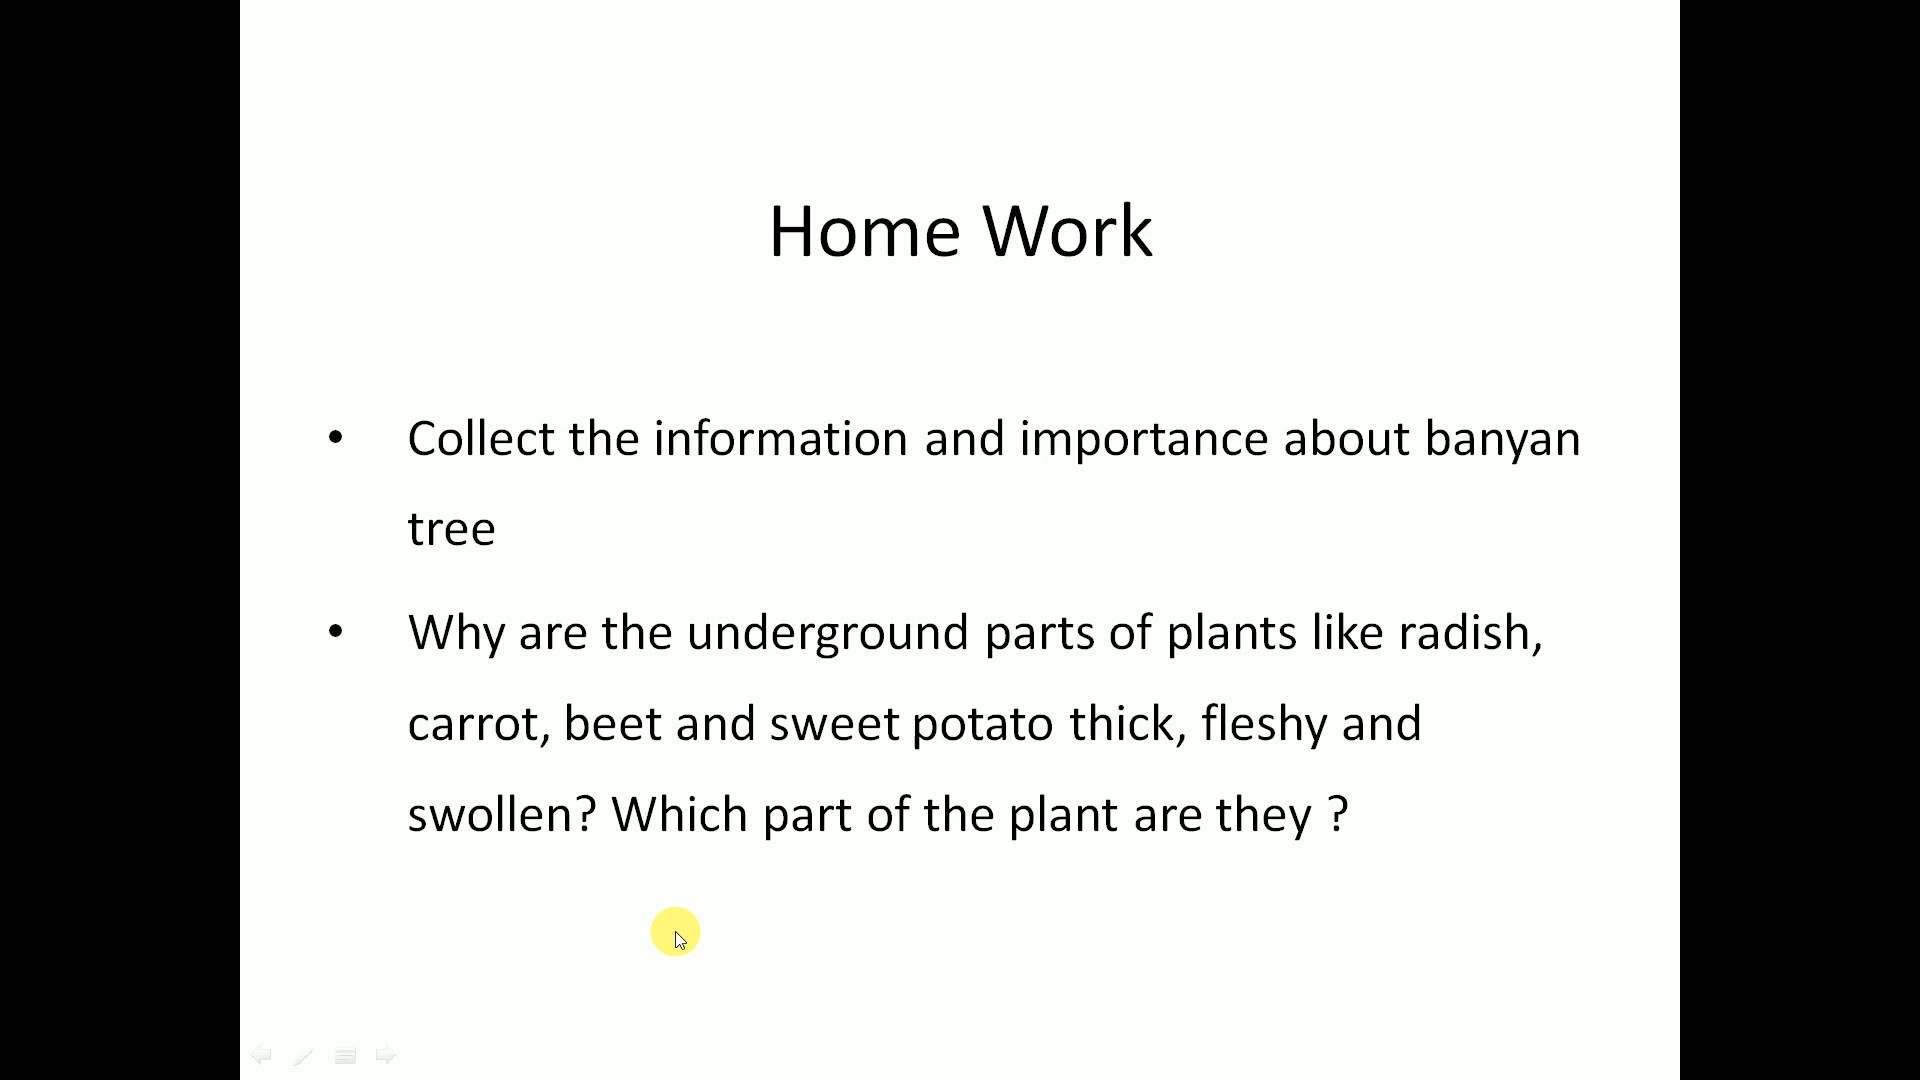 Home Work
• Collect the information and importance about banyan
tree
• Why are the underground parts of plants like radish,
carrot, beet and sweet potato thick, fleshy and
swollen? Which part of the plant are they ?